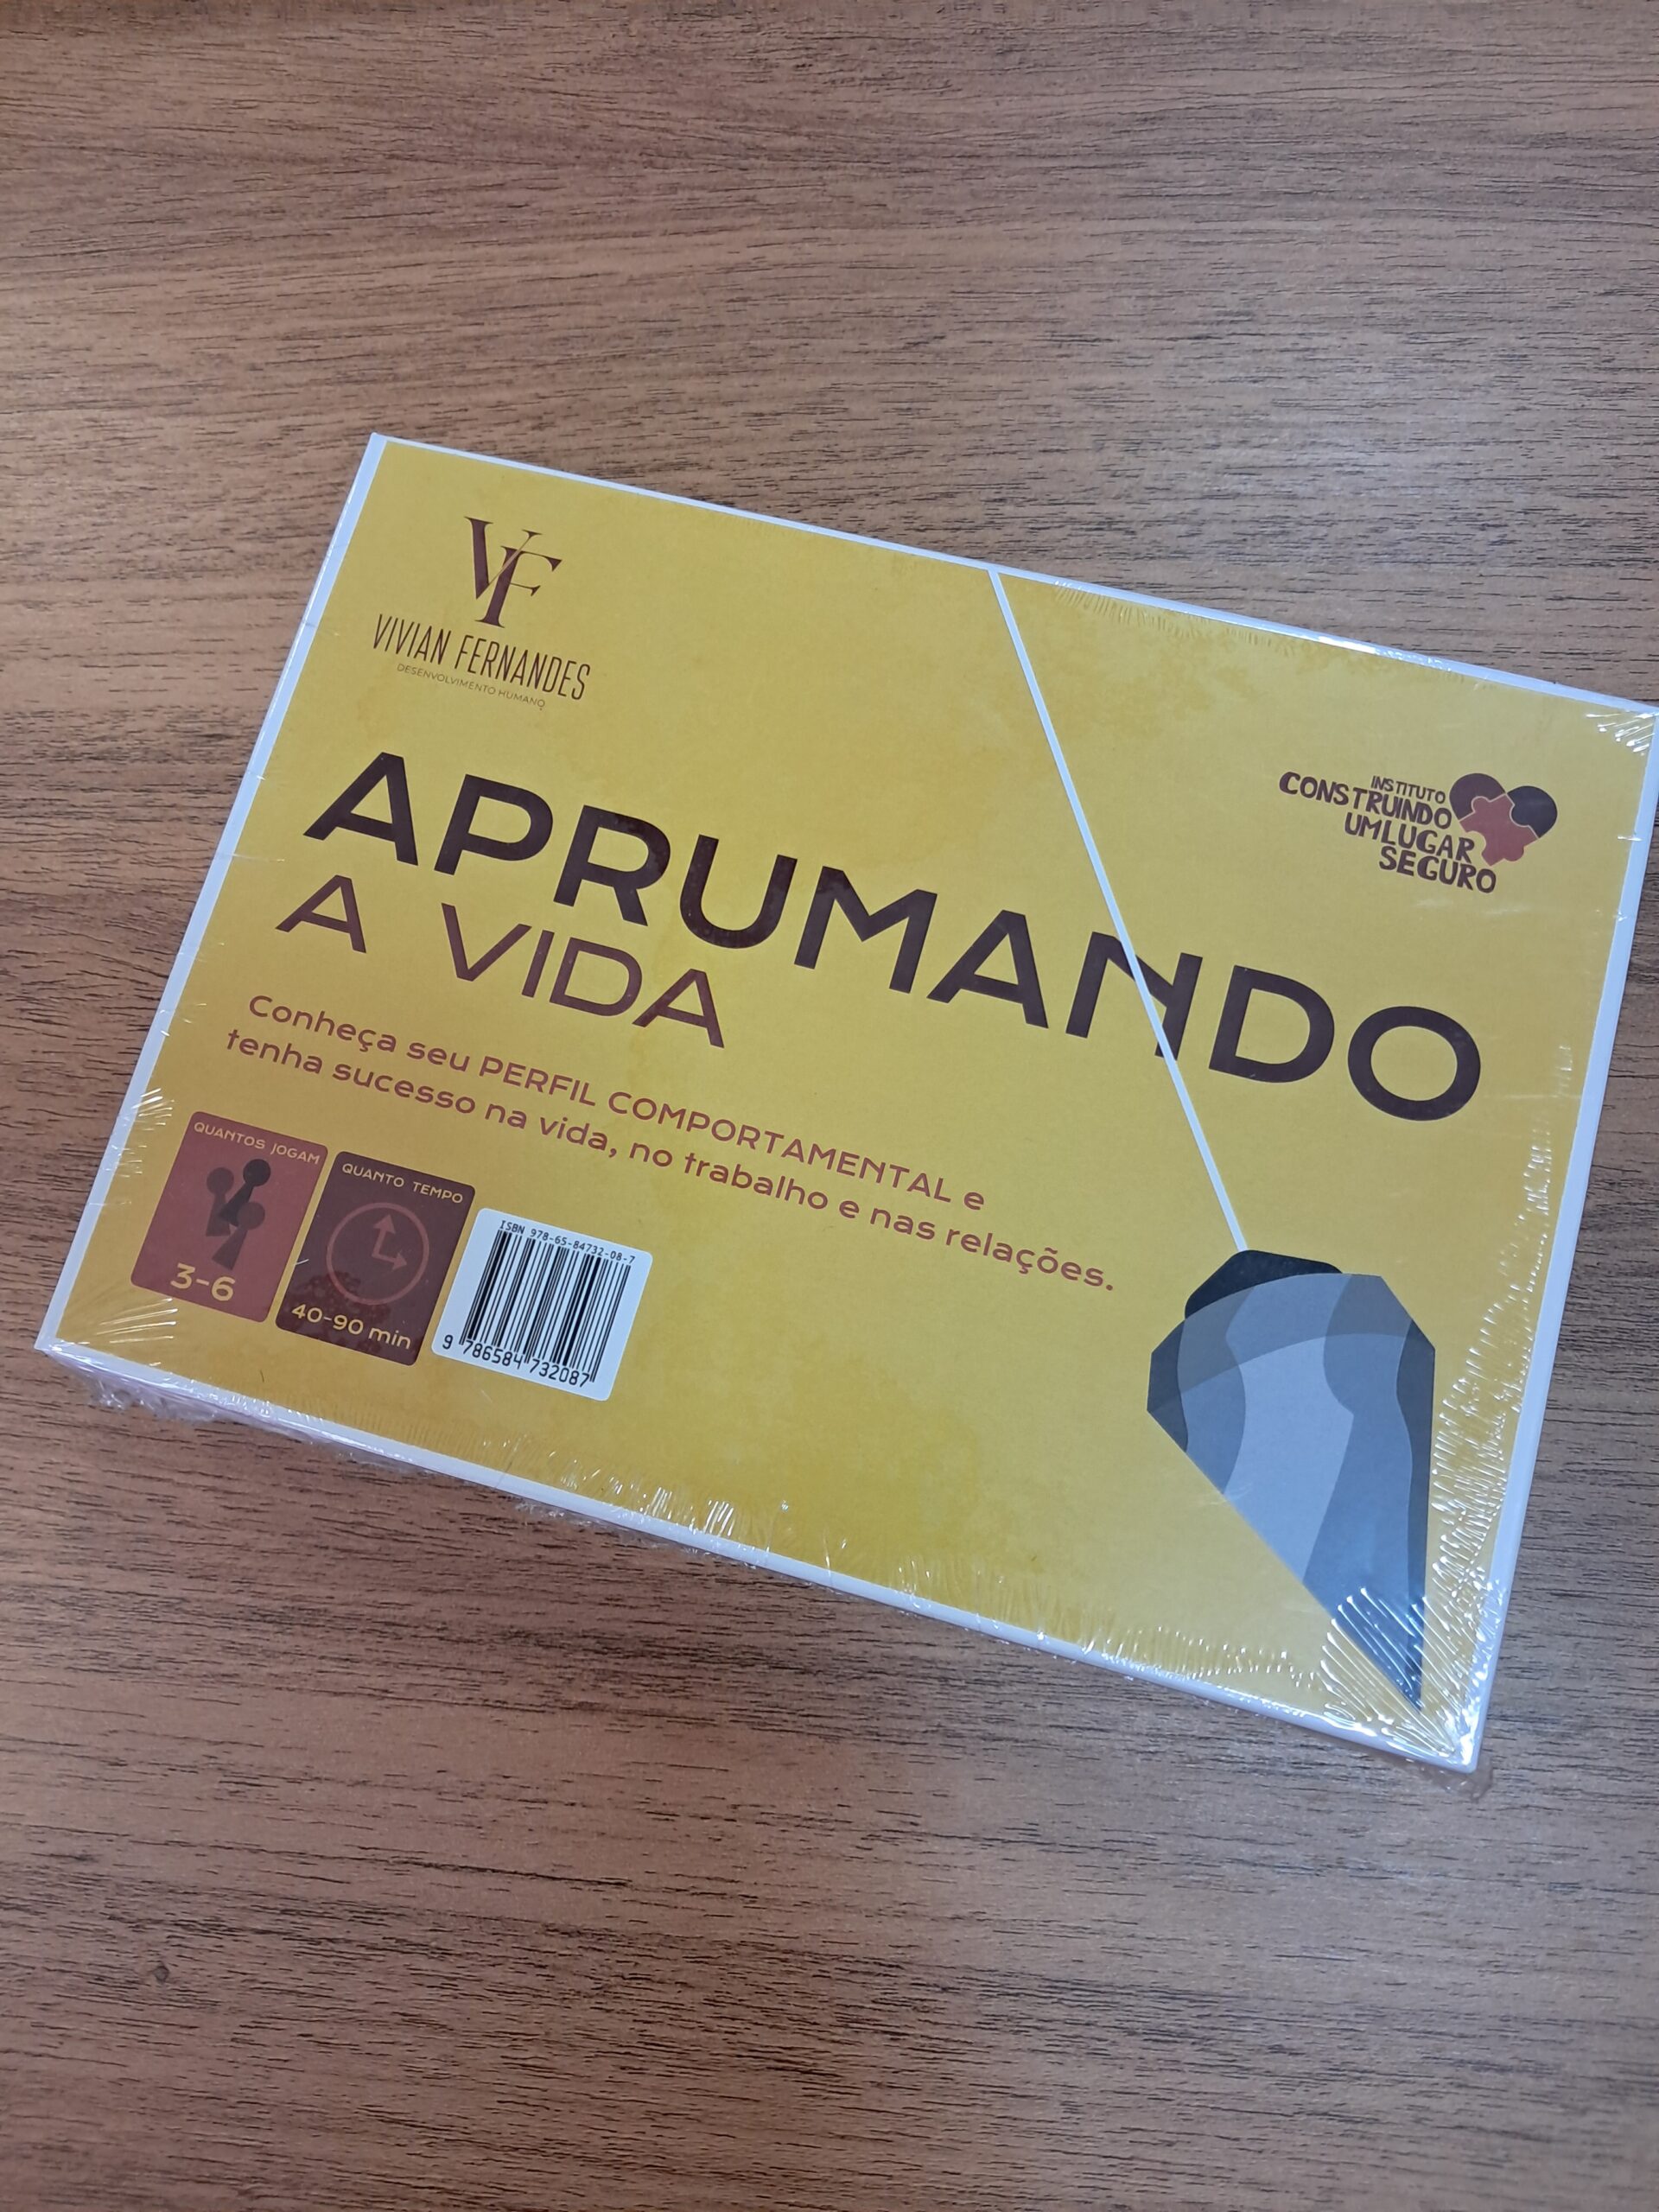 VF
VIVIAN FERNANDES
DESENVOLVIMENTO HUMANO
INSTITUTO
CONSTRUINDO
UM LUGAR
SEGURO
APRUMANDO
A VIDA
Conheça seu PERFIL COMPORTAMENTAL e
tenha sucesso na vida, no trabalho e nas relações.
QUANTOS JOGAM
3-6
QUANTO TEMPO
40-90 min
ISBN 978-65-84732-08-7
9 786584 732087